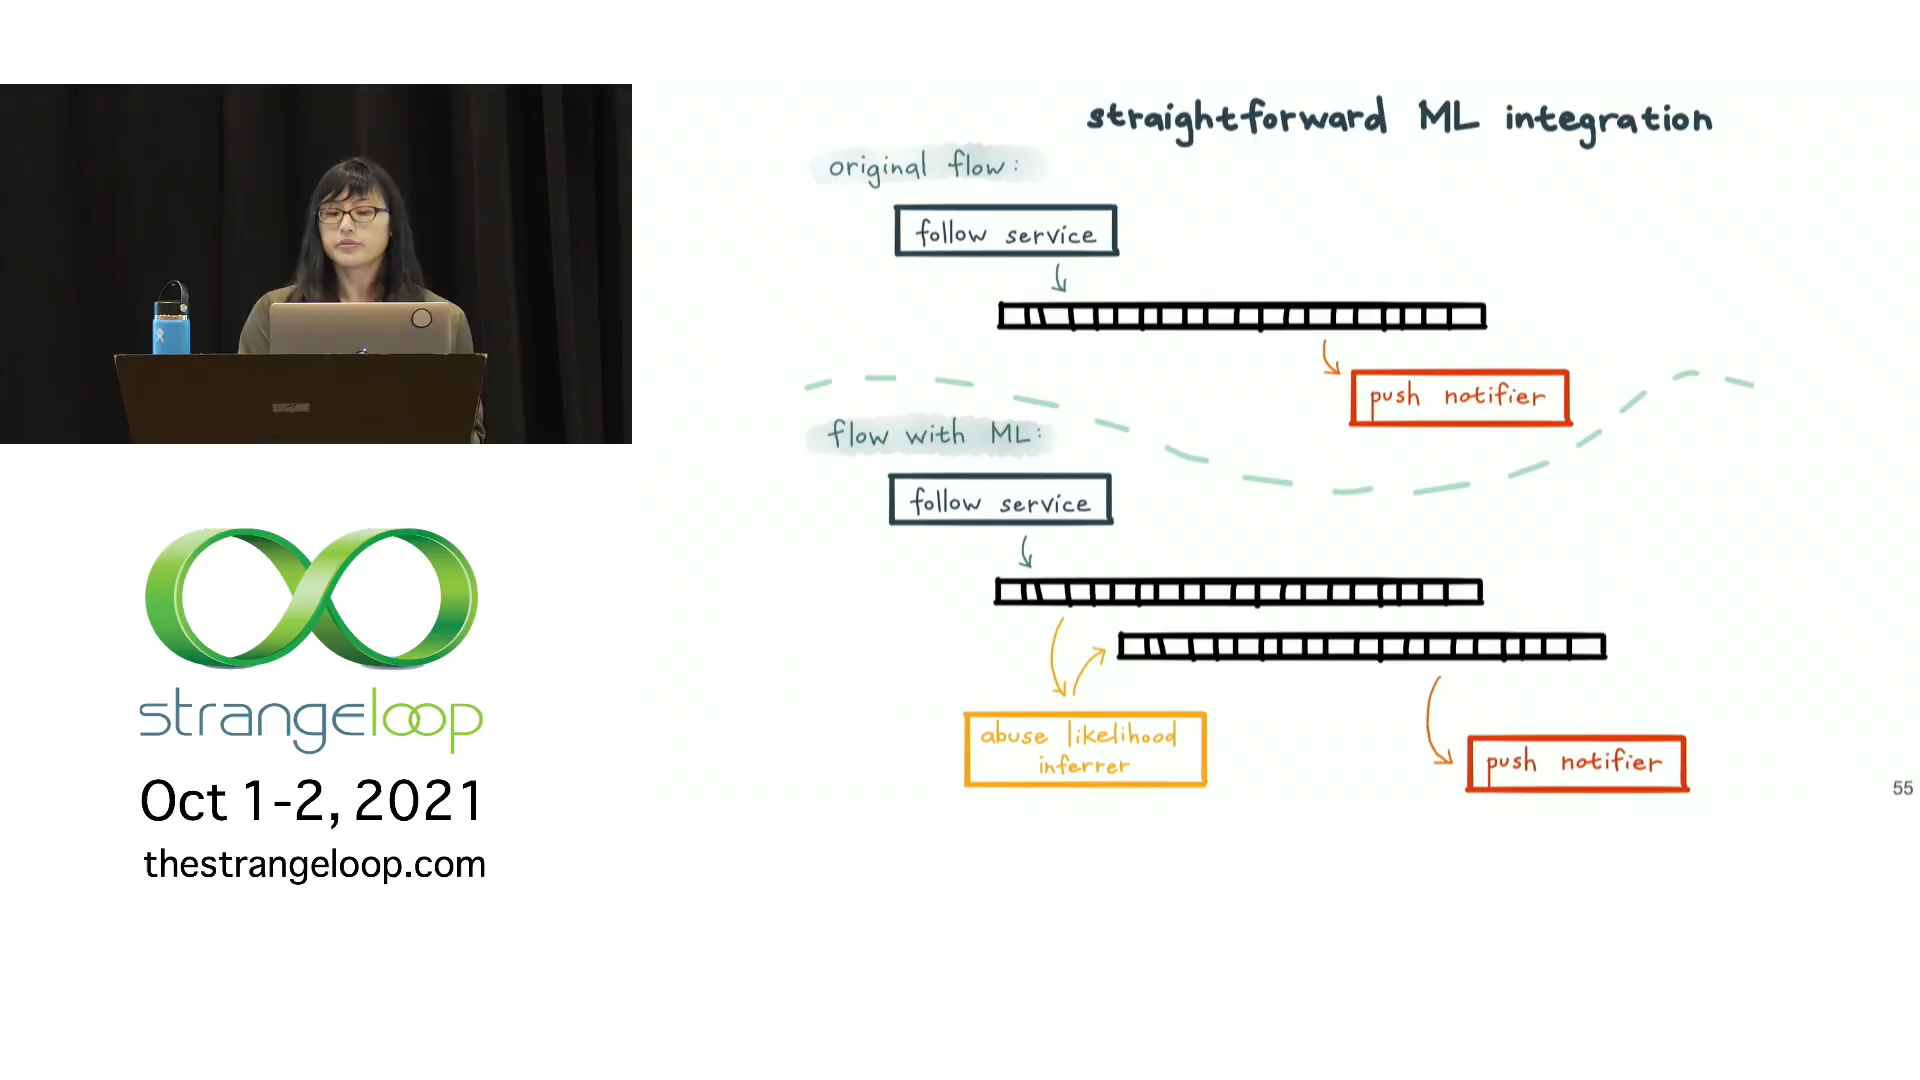 straightforward ML integration
original flow:
follow service
push notifier
flow with ML:
follow service
abuse likelihood
inferrer
push notifier
55
strangeloop
Oct 1-2, 2021
thestrangeloop.com